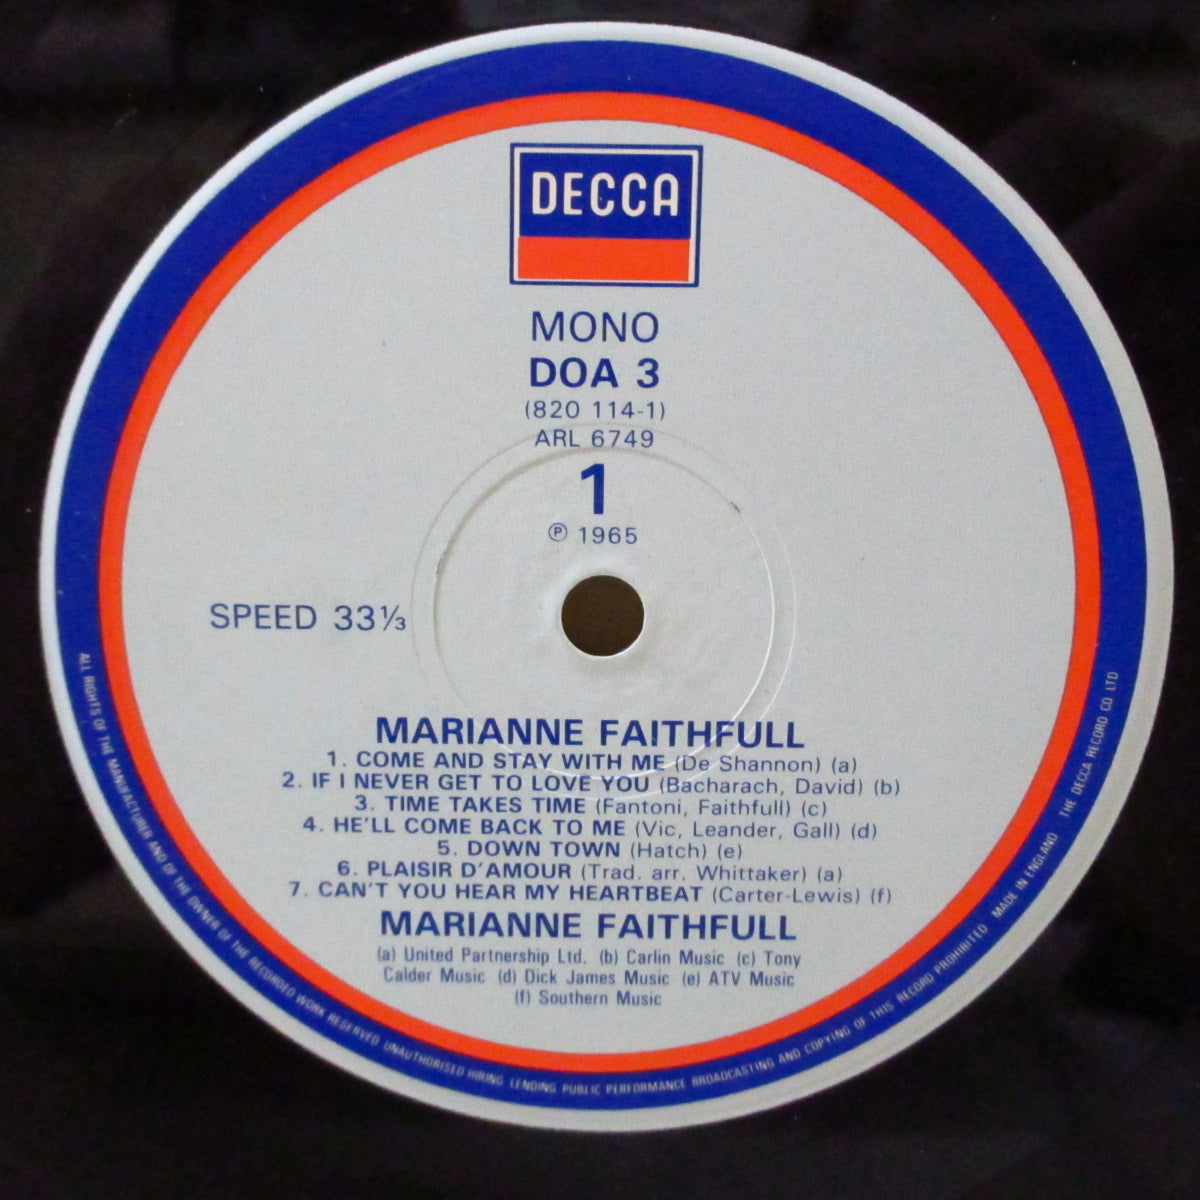 DECCA
MONO
DOA 3
(820 114-1)
ARL 6749
1
℗ 1965
SPEED 33⅓
MARIANNE FAITHFULL
1. COME AND STAY WITH ME (De Shannon) (a)
2. IF I NEVER GET TO LOVE YOU (Bacharach, David) (b)
3. TIME TAKES TIME (Fantoni, Faithfull) (c)
4. HE'LL COME BACK TO ME (Vic, Leander, Gall) (d)
5. DOWN TOWN (Hatch) (e)
6. PLAISIR D'AMOUR (Trad. arr. Whittaker) (a)
7. CAN'T YOU HEAR MY HEARTBEAT (Carter-Lewis) (f)
MARIANNE FAITHFULL
(a) United Partnership Ltd. (b) Carlin Music (c) Tony
Calder Music (d) Dick James Music (e) ATV Music
(f) Southern Music
ALL RIGHTS OF THE MANUFACTURER AND OF THE OWNER OF THE RECORDED WORK RESERVED UNAUTHORISED HIRING LENDING PUBLIC PERFORMANCE BROADCASTING AND COPYING OF THIS RECORD PROHIBITED MADE IN ENGLAND THE DECCA RECORD CO LTD